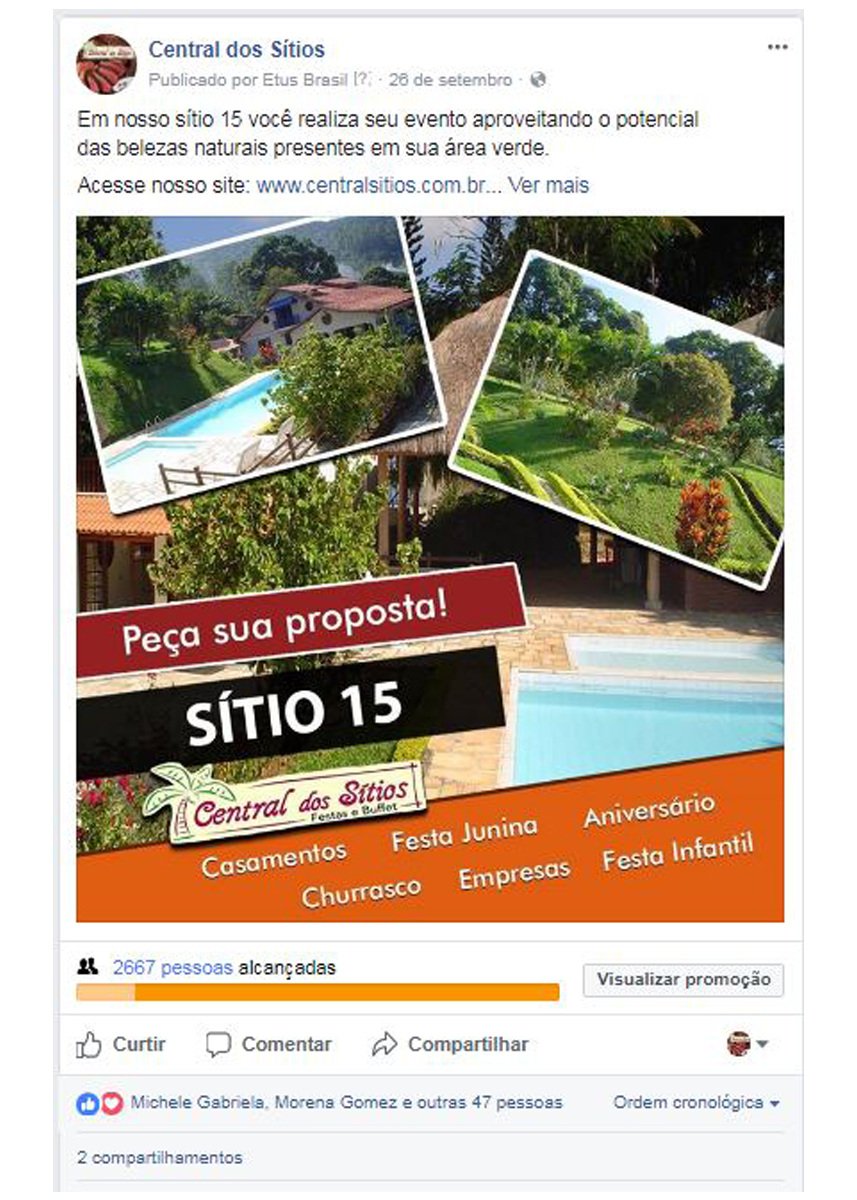 Central dos Sítios
Publicado por Etus Brasil [?] · 26 de setembro ·
Em nosso sítio 15 você realiza seu evento aproveitando o potencial
das belezas naturais presentes em sua área verde.
Acesse nosso site: www.centralsitios.com.br... Ver mais
Peça sua proposta!
SÍTIO 15
Central dos Sítios
Festas e Buffet
Casamentos Festa Junina Aniversário
Churrasco Empresas Festa Infantil
2667 pessoas alcançadas
Visualizar promoção
Curtir Comentar Compartilhar
Michele Gabriela, Morena Gomez e outras 47 pessoas Ordem cronológica
2 compartilhamentos